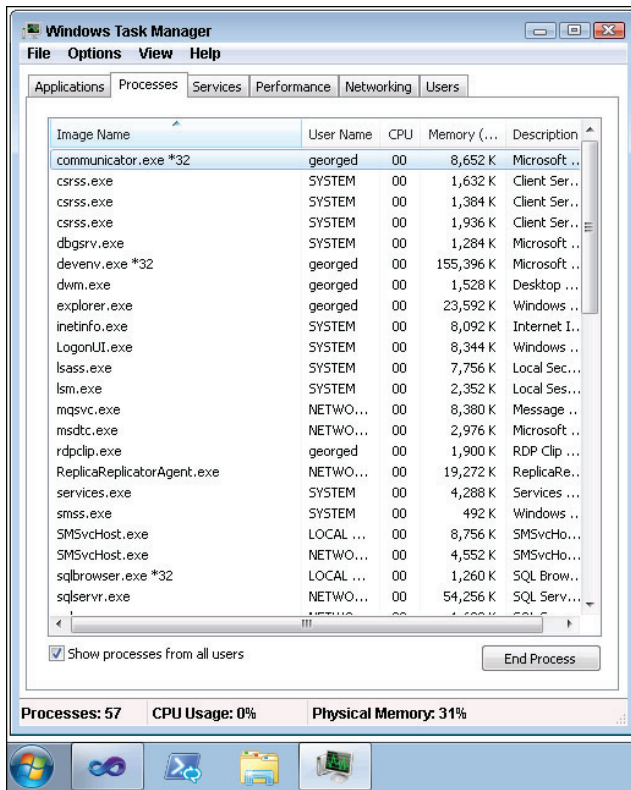 Windows Task Manager
File Options View Help
Applications Processes Services Performance Networking Users
Image Name User Name CPU Memory (... Description
communicator.exe *32 georged 00 8,652 K Microsoft ...
csrss.exe SYSTEM 00 1,632 K Client Ser...
csrss.exe SYSTEM 00 1,384 K Client Ser...
csrss.exe SYSTEM 00 1,936 K Client Ser...
dbgsrv.exe SYSTEM 00 1,284 K Microsoft ...
devenv.exe *32 georged 00 155,396 K Microsoft ...
dwm.exe georged 00 1,528 K Desktop ...
explorer.exe georged 00 23,592 K Windows ...
inetinfo.exe SYSTEM 00 8,092 K Internet I...
LogonUI.exe SYSTEM 00 8,344 K Windows ...
lsass.exe SYSTEM 00 7,756 K Local Sec...
lsm.exe SYSTEM 00 2,352 K Local Ses...
mqsvc.exe NETWO... 00 8,380 K Message ...
msdtc.exe NETWO... 00 2,976 K Microsoft ...
rdpclip.exe georged 00 1,900 K RDP Clip ...
ReplicaReplicatorAgent.exe NETWO... 00 19,272 K ReplicaRe...
services.exe SYSTEM 00 4,288 K Services ...
smss.exe SYSTEM 00 492 K Windows ...
SMSvcHost.exe LOCAL ... 00 8,756 K SMSvcHo...
SMSvcHost.exe NETWO... 00 4,552 K SMSvcHo...
sqlbrowser.exe *32 LOCAL ... 00 1,260 K SQL Brow...
sqlservr.exe NETWO... 00 54,256 K SQL Serv...
Show processes from all users End Process
Processes: 57 CPU Usage: 0% Physical Memory: 31%